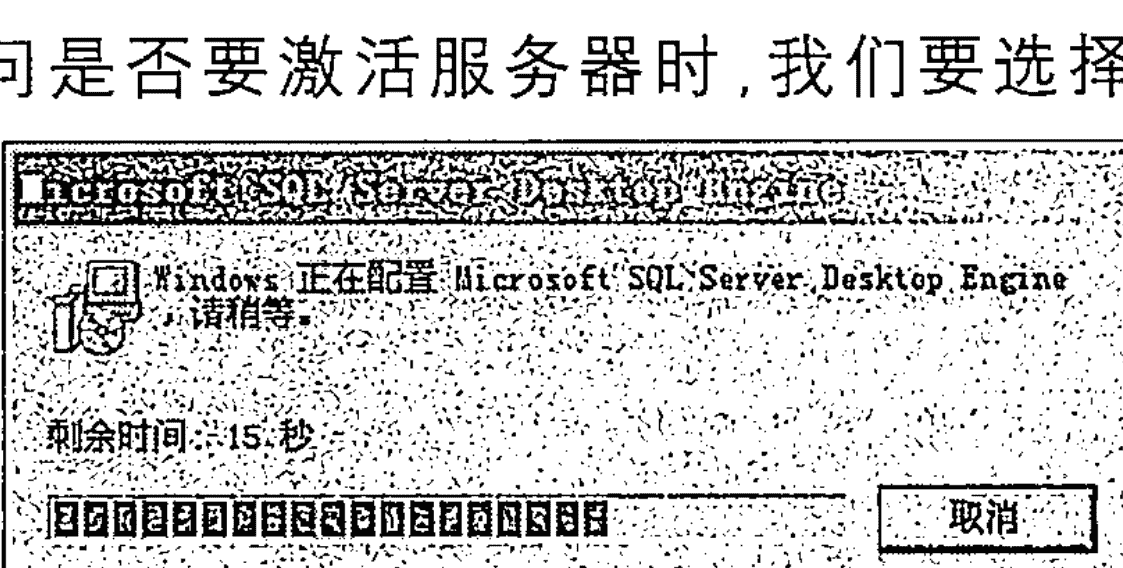 问是否要激活服务器时,我们要选择
Microsoft SQL Server Desktop Engine
Windows 正在配置 Microsoft SQL Server Desktop Engine
，请稍等。
剩余时间：15 秒
取消